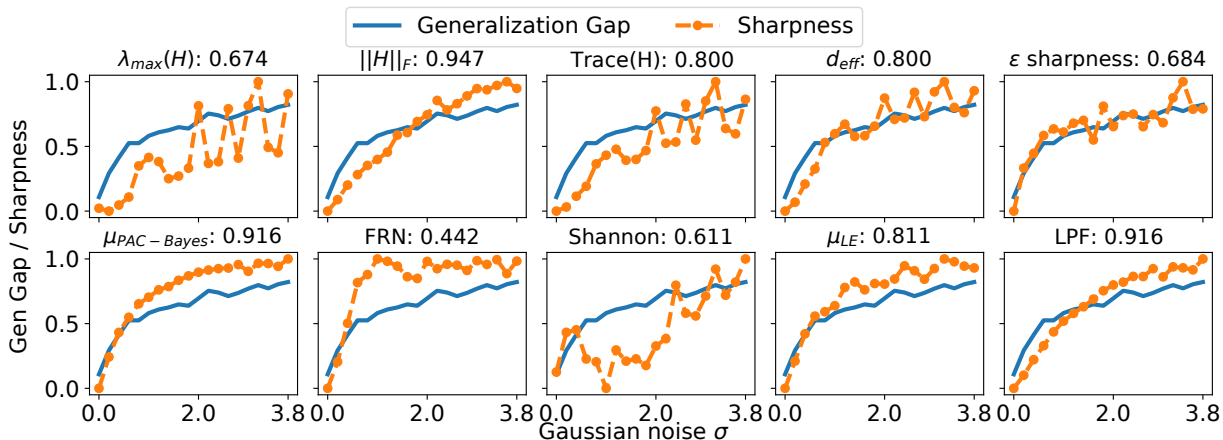 Generalization Gap Sharpness
λmax(H): 0.674 ||H||F: 0.947 Trace(H): 0.800 deff: 0.800 ε sharpness: 0.684
1.0
0.5
0.0
μPAC−Bayes: 0.916 FRN: 0.442 Shannon: 0.611 μLE: 0.811 LPF: 0.916
1.0
0.5
0.0
0.0 2.0 3.8 0.0 2.0 3.8 0.0 2.0 3.8 0.0 2.0 3.8 0.0 2.0 3.8
Gaussian noise σ
Gen Gap / Sharpness